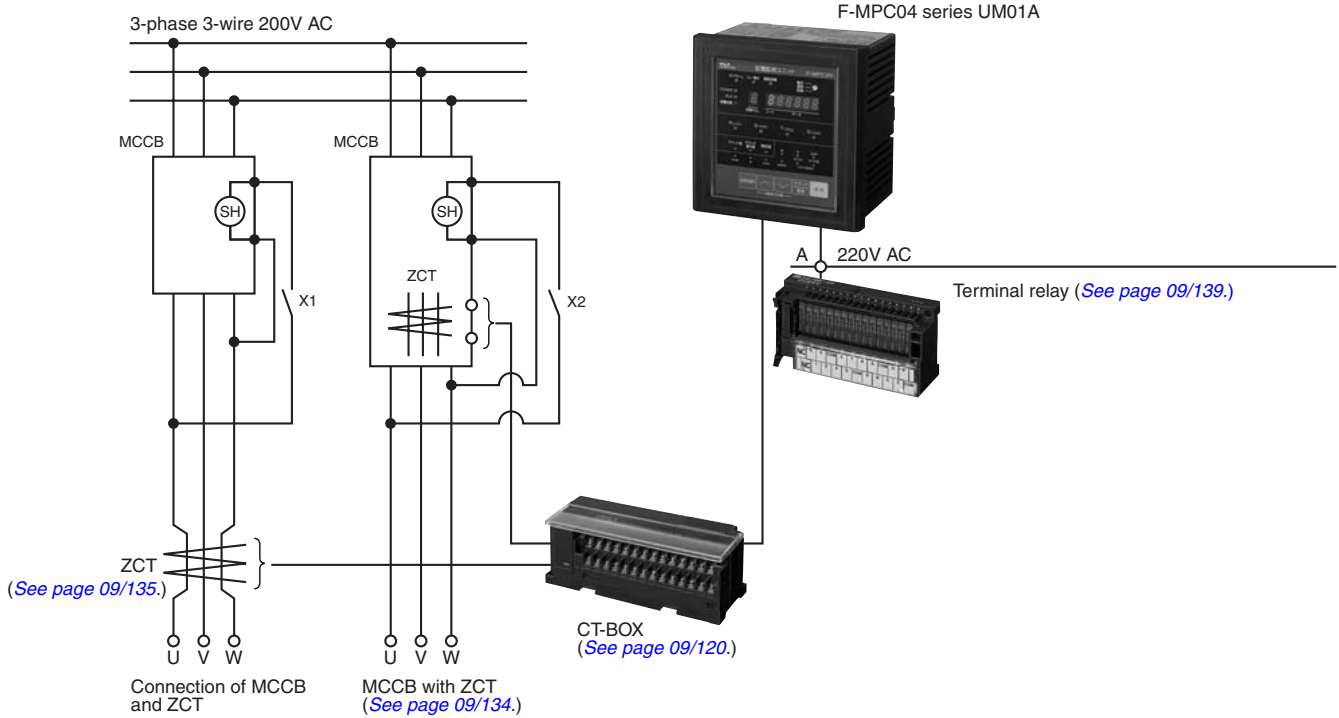 F-MPC04 series UM01A
3-phase 3-wire 200V AC
MCCB
MCCB
SH
SH
A
220V AC
ZCT
Terminal relay (See page 09/139.)
X1
X2
ZCT
(See page 09/135.)
CT-BOX
(See page 09/120.)
U V W
U V W
Connection of MCCB
and ZCT
MCCB with ZCT
(See page 09/134.)